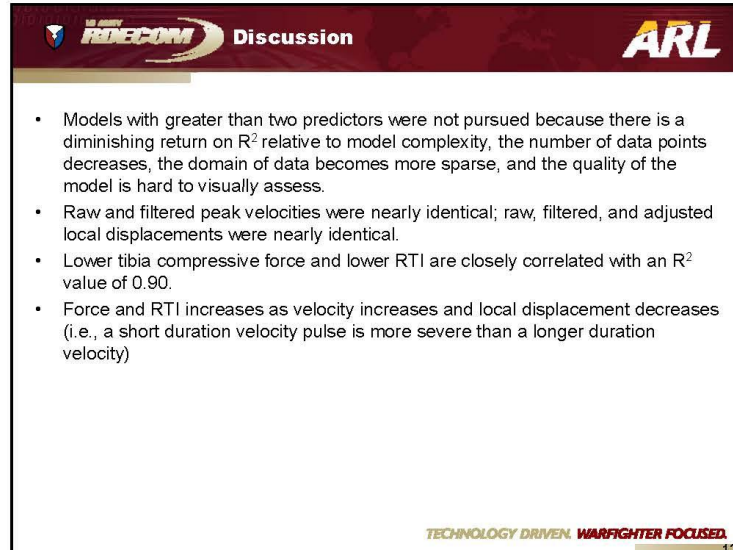 US ARMY
RDECOM
Discussion
ARL
• Models with greater than two predictors were not pursued because there is a
diminishing return on R² relative to model complexity, the number of data points
decreases, the domain of data becomes more sparse, and the quality of the
model is hard to visually assess.
• Raw and filtered peak velocities were nearly identical; raw, filtered, and adjusted
local displacements were nearly identical.
• Lower tibia compressive force and lower RTI are closely correlated with an R²
value of 0.90.
• Force and RTI increases as velocity increases and local displacement decreases
(i.e., a short duration velocity pulse is more severe than a longer duration
velocity)
TECHNOLOGY DRIVEN. WARFIGHTER FOCUSED.